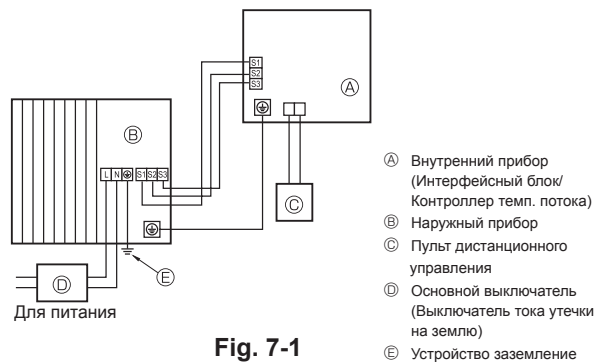 S1
S2
S3
Ⓐ
Ⓑ
L N S1 S2 S3
Ⓒ
Ⓓ
Ⓔ
Для питания
Fig. 7-1
Ⓐ Внутренний прибор
(Интерфейсный блок/
Контроллер темп. потока)
Ⓑ Наружный прибор
Ⓒ Пульт дистанционного
управления
Ⓓ Основной выключатель
(Выключатель тока утечки
на землю)
Ⓔ Устройство заземление